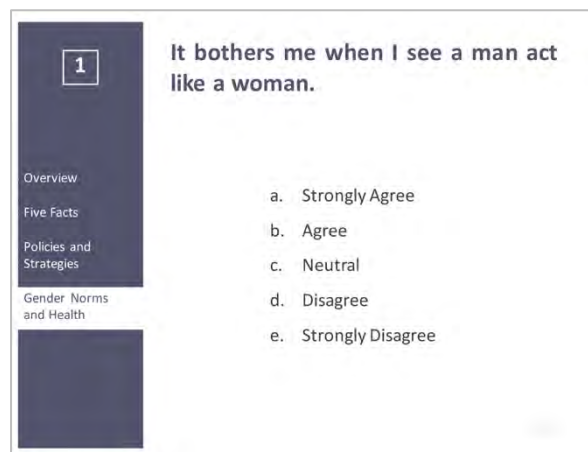 1
It bothers me when I see a man act
like a woman.
Overview
Five Facts
Policies and
Strategies
Gender Norms
and Health
a. Strongly Agree
b. Agree
c. Neutral
d. Disagree
e. Strongly Disagree